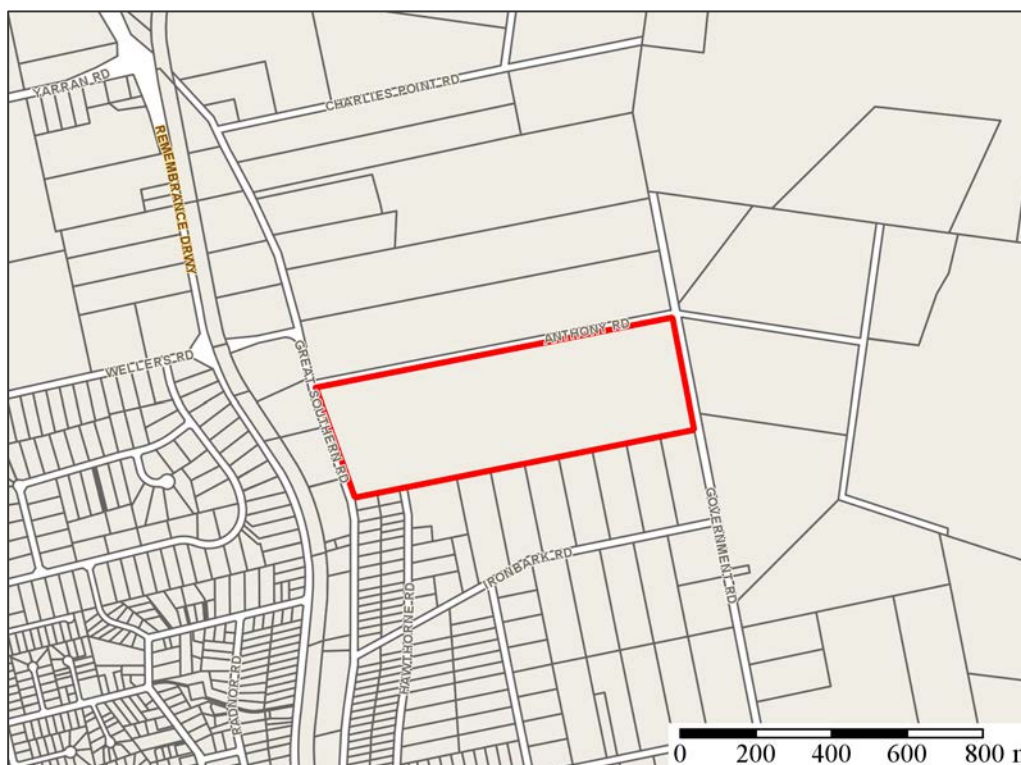 YARRAN RD
CHARLIES POINT RD
REMEMBRANCE DRWY
ANTHONY RD
WELLERS RD
GREAT SOUTHERN RD
GOVERNMENT RD
IRONBARK RD
HAWTHORNE RD
RADNOR RD
0 200 400 600 800 m